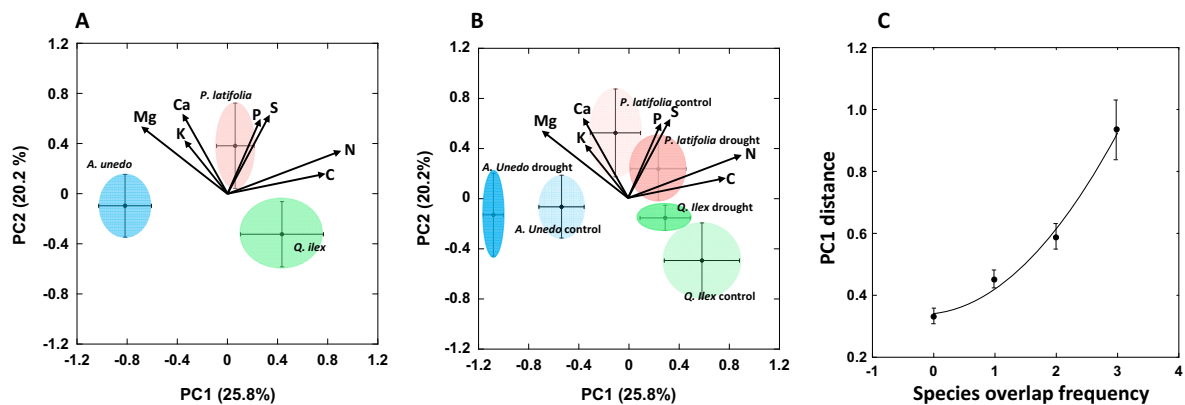 A
1.2
0.8
0.4
0
-0.4
-0.8
-1.2
-1.2
-0.8
-0.4
0
0.4
0.8
1.2
PC2 (20.2 %)
PC1 (25.8%)
P. latifolia
Ca
Mg
K
P
S
N
C
A. unedo
Q. ilex
B
1.2
0.8
0.4
0
-0.4
-0.8
-1.2
-1.2
-0.8
-0.4
0
0.4
0.8
1.2
PC2 (20.2%)
PC1 (25.8%)
P. latifolia control
Ca
Mg
K
P
S
P. latifolia drought
N
C
A. Unedo drought
A. Unedo control
Q. Ilex drought
Q. Ilex control
C
1.2
1.0
0.8
0.6
0.4
0.2
-1
0
1
2
3
4
PC1 distance
Species overlap frequency